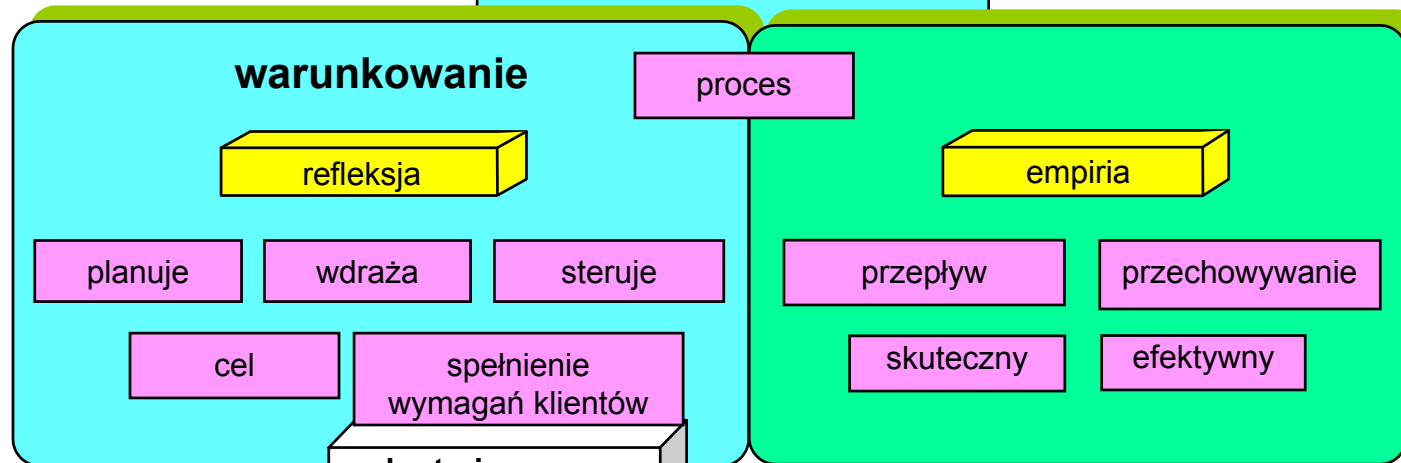 warunkowanie
proces
refleksja
empiria
planuje
wdraża
steruje
przepływ
przechowywanie
cel
spełnienie
wymagań klientów
skuteczny
efektywny